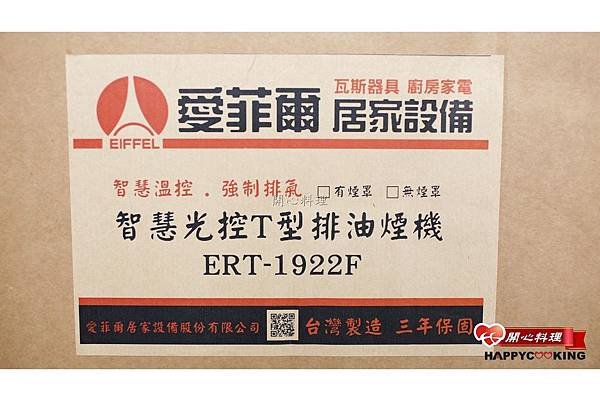 瓦斯器具 廚房家電
愛菲爾 居家設備
EIFFEL
智慧溫控．強制排氣 □有煙罩 □無煙罩
開心料理
智慧光控T型排油煙機
ERT-1922F
愛菲爾居家設備股份有限公司 台灣製造 三年保固
開心料理
HAPPYCOOKING